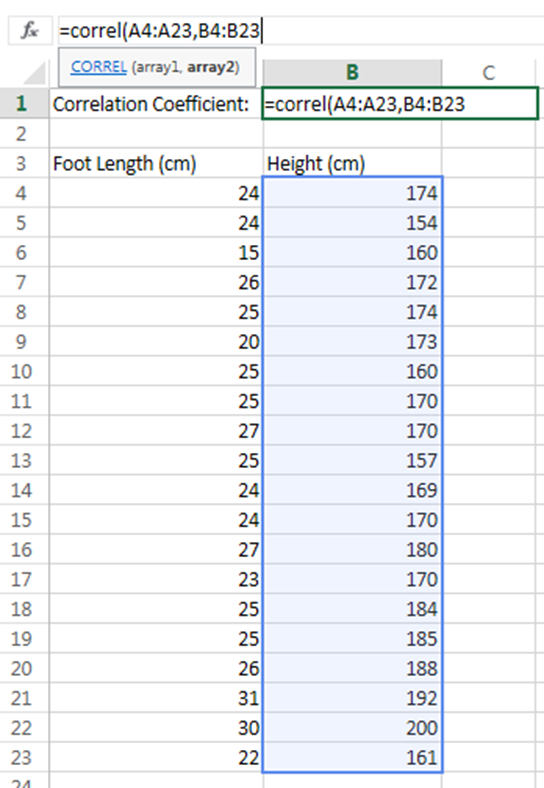 fx =correl(A4:A23,B4:B23
CORREL (array1, array2)
B C
1 Correlation Coefficient: =correl(A4:A23,B4:B23
2
3 Foot Length (cm) Height (cm)
4 24 174
5 24 154
6 15 160
7 26 172
8 25 174
9 20 173
10 25 160
11 25 170
12 27 170
13 25 157
14 24 169
15 24 170
16 27 180
17 23 170
18 25 184
19 25 185
20 26 188
21 31 192
22 30 200
23 22 161
24